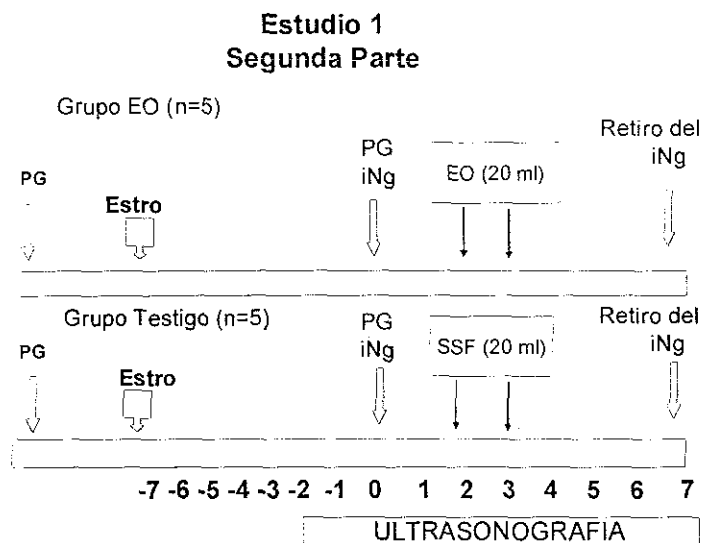 Estudio 1
Segunda Parte
Grupo EO (n=5)
PG
Estro
PG
iNg
EO (20 ml)
Retiro del
iNg
Grupo Testigo (n=5)
PG
Estro
PG
iNg
SSF (20 ml)
Retiro del
iNg
-7 -6 -5 -4 -3 -2 -1 0 1 2 3 4 5 6 7
ULTRASONOGRAFIA